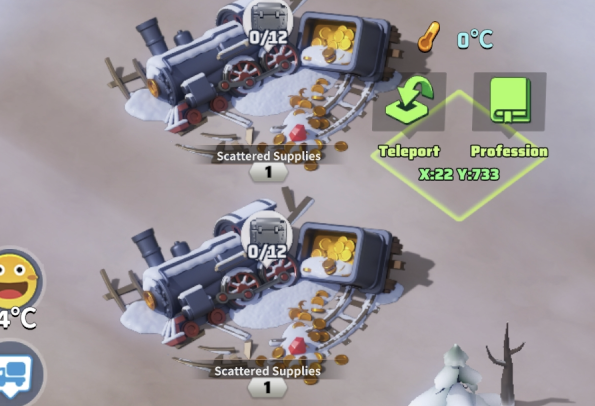 0/12
0°C
Teleport
Profession
Scattered Supplies
X:22 Y:733
1
0/12
4°C
Scattered Supplies
1